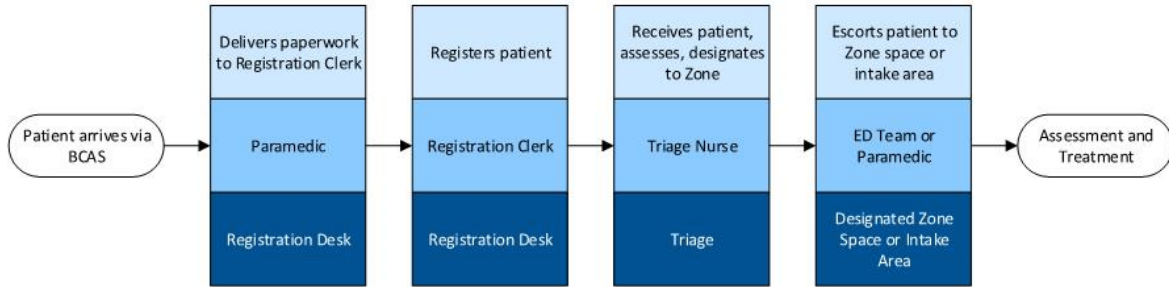 Patient arrives via
BCAS
Delivers paperwork
to Registration Clerk
Paramedic
Registration Desk
Registers patient
Registration Clerk
Registration Desk
Receives patient,
assesses, designates
to Zone
Triage Nurse
Triage
Escorts patient to
Zone space or
intake area
ED Team or
Paramedic
Designated Zone
Space or Intake
Area
Assessment and
Treatment